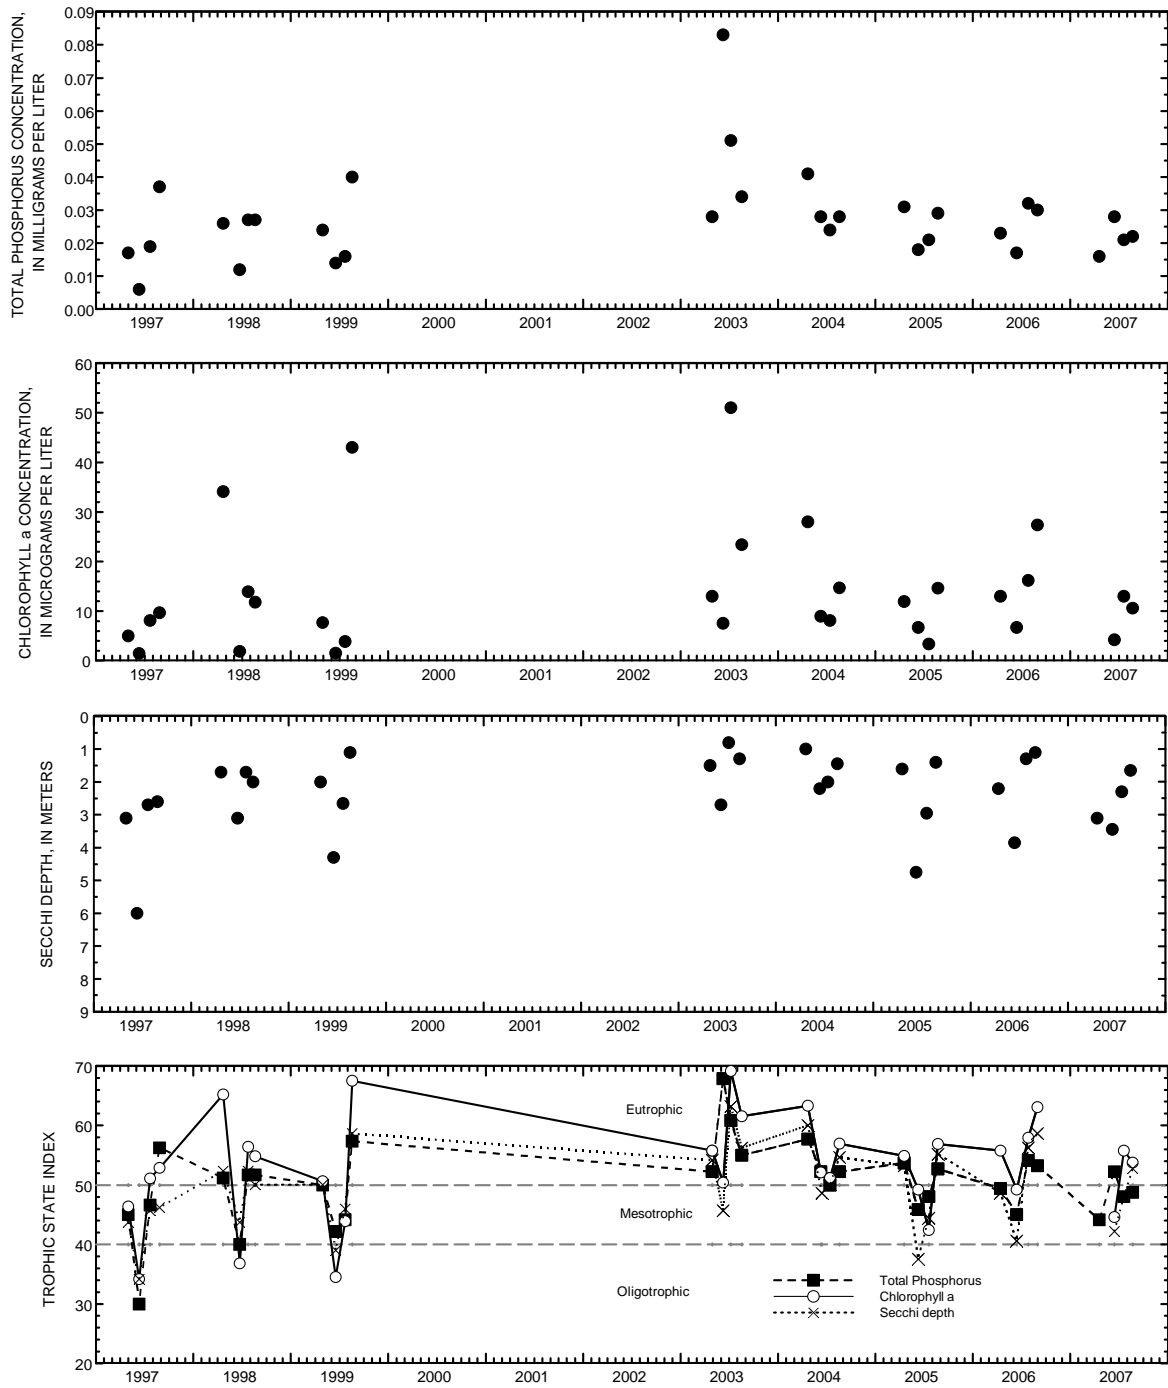 TOTAL PHOSPHORUS CONCENTRATION,
IN MILLIGRAMS PER LITER
0.09
0.08
0.07
0.06
0.05
0.04
0.03
0.02
0.01
0.00
1997 1998 1999 2000 2001 2002 2003 2004 2005 2006 2007
CHLOROPHYLL a CONCENTRATION,
IN MICROGRAMS PER LITER
60
50
40
30
20
10
0
1997 1998 1999 2000 2001 2002 2003 2004 2005 2006 2007
SECCHI DEPTH, IN METERS
0
1
2
3
4
5
6
7
8
9
1997 1998 1999 2000 2001 2002 2003 2004 2005 2006 2007
TROPHIC STATE INDEX
70
60
50
40
30
20
Eutrophic
Mesotrophic
Oligotrophic
Total Phosphorus
Chlorophyll a
Secchi depth
1997 1998 1999 2000 2001 2002 2003 2004 2005 2006 2007